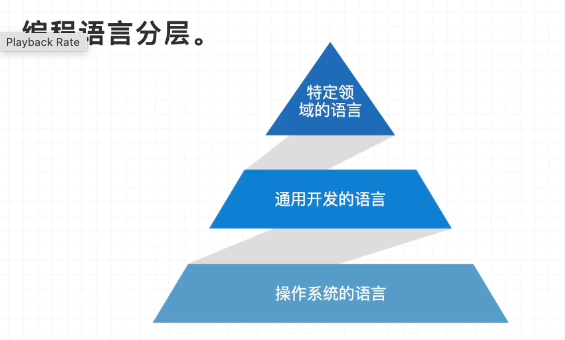 编程语言分层。
Playback Rate
特定领
域的语言
通用开发的语言
操作系统的语言